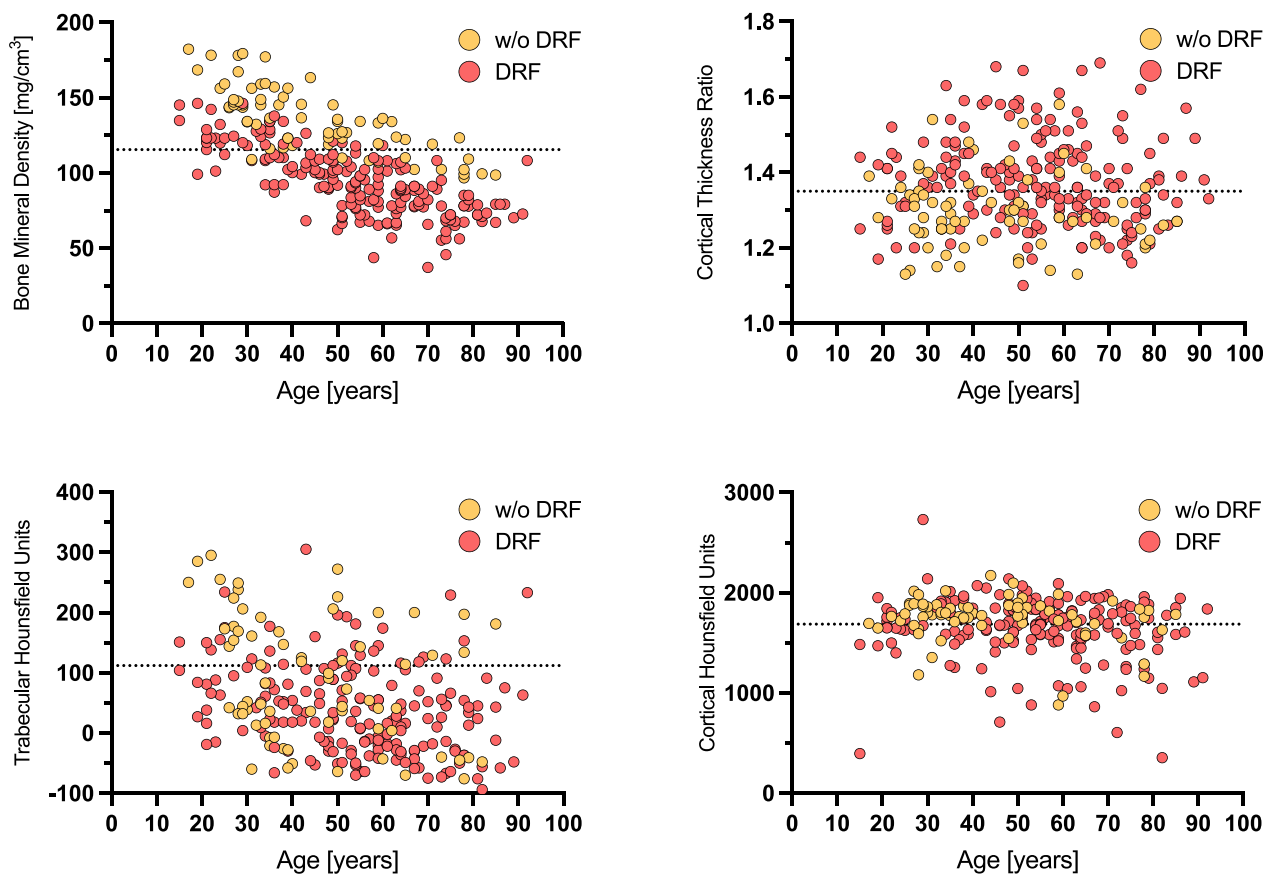 Bone Mineral Density [mg/cm³]
200
150
100
50
0
w/o DRF
DRF
0 10 20 30 40 50 60 70 80 90 100
Age [years]
Cortical Thickness Ratio
1.8
1.6
1.4
1.2
1.0
w/o DRF
DRF
0 10 20 30 40 50 60 70 80 90 100
Age [years]
Trabecular Hounsfield Units
400
300
200
100
0
-100
w/o DRF
DRF
0 10 20 30 40 50 60 70 80 90 100
Age [years]
Cortical Hounsfield Units
3000
2000
1000
0
w/o DRF
DRF
0 10 20 30 40 50 60 70 80 90 100
Age [years]